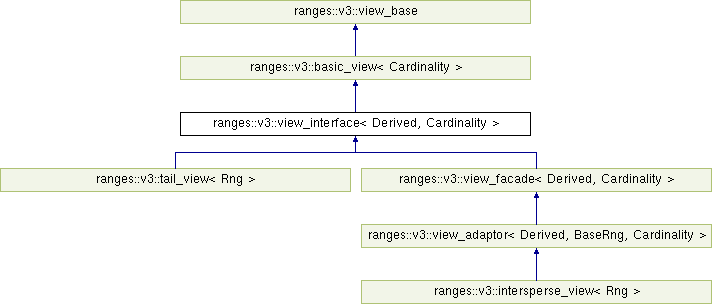 ranges::v3::view_base
ranges::v3::basic_view< Cardinality >
ranges::v3::view_interface< Derived, Cardinality >
ranges::v3::tail_view< Rng >
ranges::v3::view_facade< Derived, Cardinality >
ranges::v3::view_adaptor< Derived, BaseRng, Cardinality >
ranges::v3::intersperse_view< Rng >